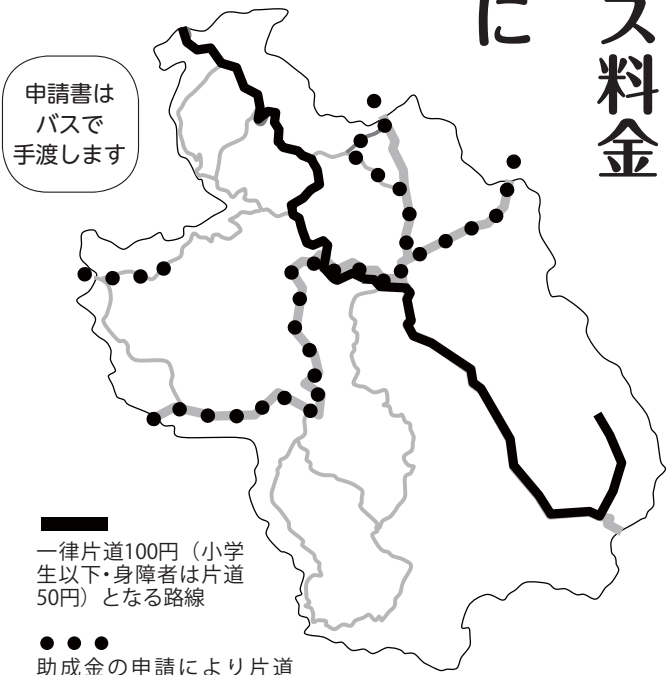 ス料金
に
申請書は
バスで
手渡します
一律片道100円（小学
生以下・身障者は片道
50円）となる路線
助成金の申請により片道